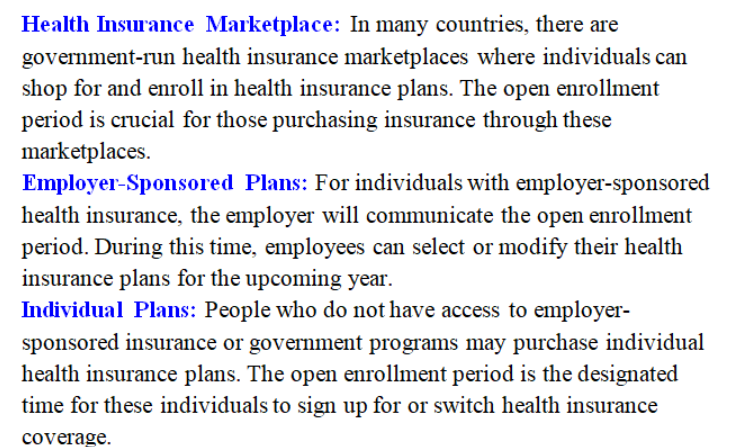 Health Insurance Marketplace: In many countries, there are
government-run health insurance marketplaces where individuals can
shop for and enroll in health insurance plans. The open enrollment
period is crucial for those purchasing insurance through these
marketplaces.
Employer-Sponsored Plans: For individuals with employer-sponsored
health insurance, the employer will communicate the open enrollment
period. During this time, employees can select or modify their health
insurance plans for the upcoming year.
Individual Plans: People who do not have access to employer-
sponsored insurance or government programs may purchase individual
health insurance plans. The open enrollment period is the designated
time for these individuals to sign up for or switch health insurance
coverage.